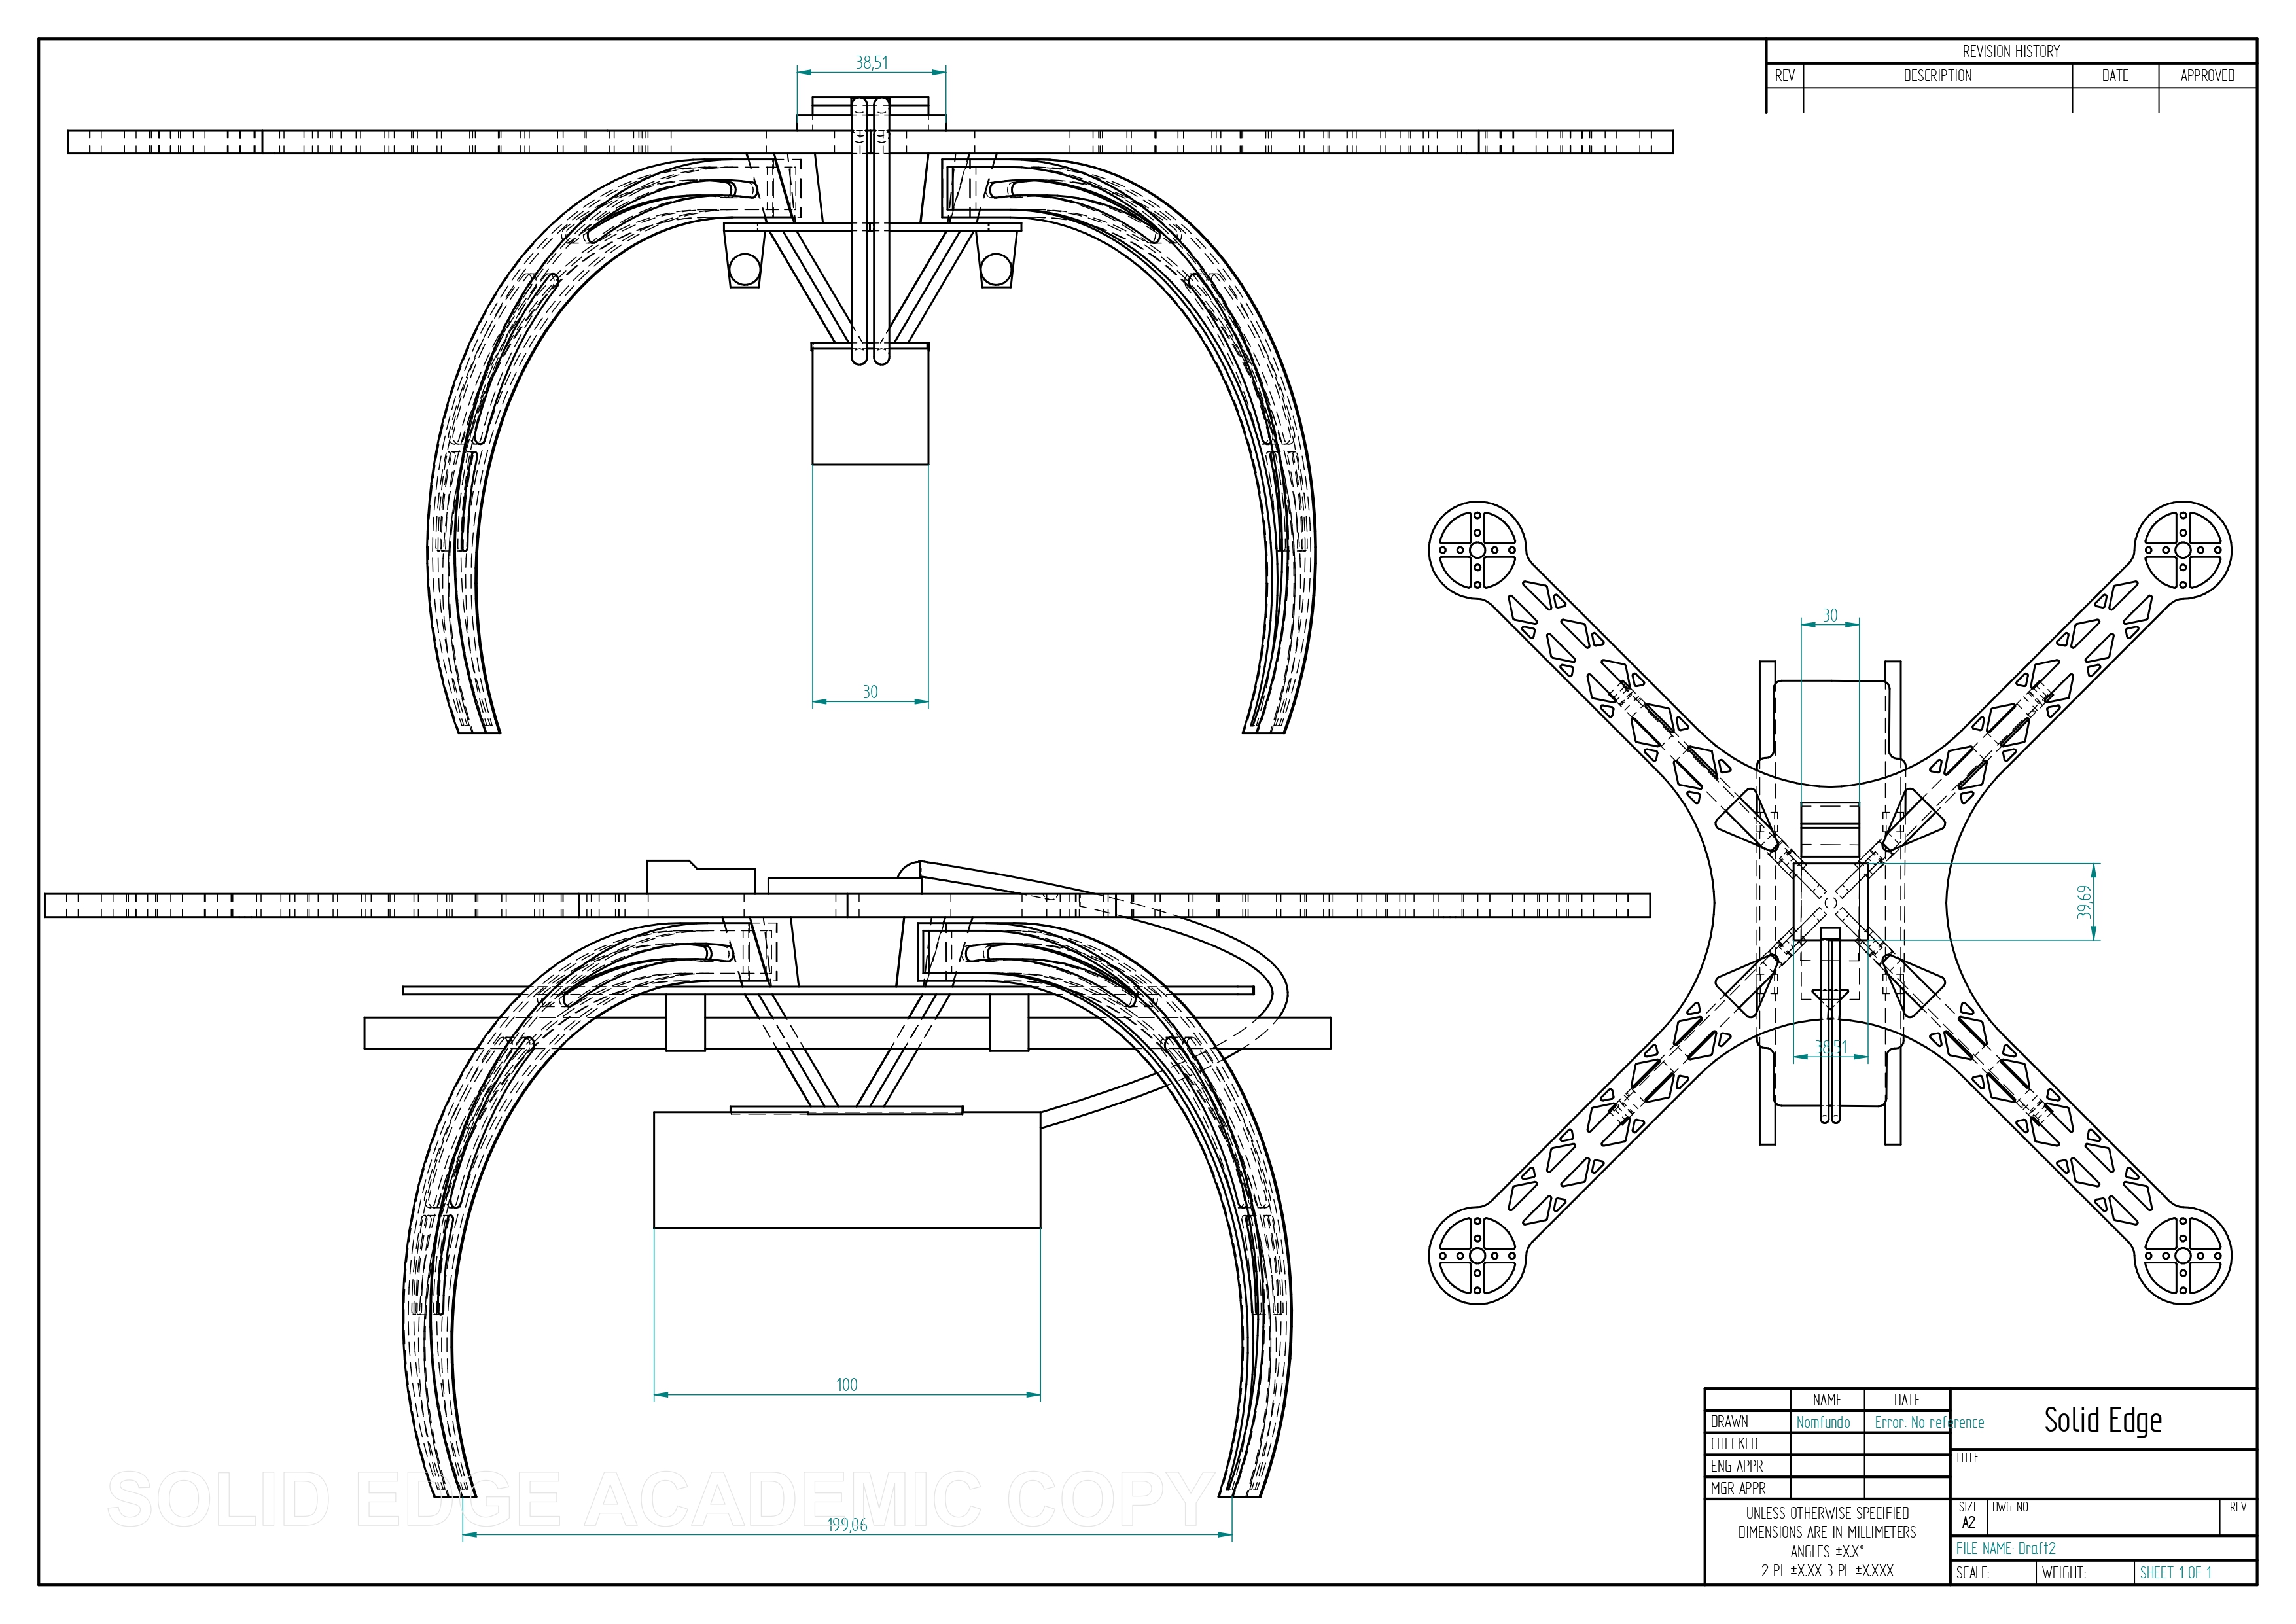 REVISION HISTORY
REV DESCRIPTION DATE APPROVED
38,51
30
30
39,69
38,51
100
199,06
SOLID EDGE ACADEMIC COPY
NAME DATE
DRAWN Nomfundo Error: No reference
CHECKED
ENG APPR
MGR APPR
Solid Edge
TITLE
UNLESS OTHERWISE SPECIFIED
DIMENSIONS ARE IN MILLIMETERS
ANGLES ±X.X°
2 PL ±X.XX 3 PL ±X.XXX
SIZE DWG NO REV
A2
FILE NAME: Draft2
SCALE: WEIGHT: SHEET 1 OF 1